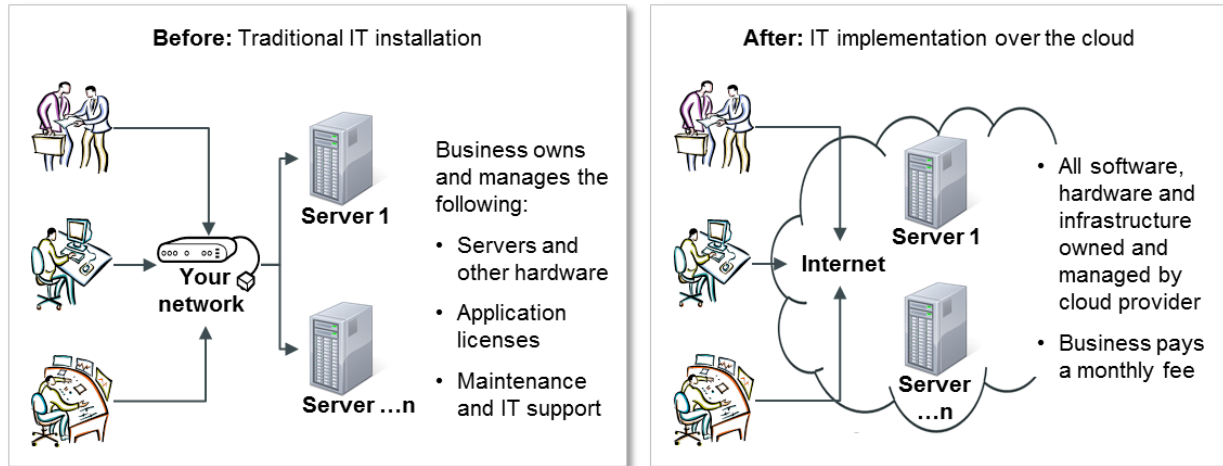 Before: Traditional IT installation
Server 1
Your
network
Server ...n
Business owns
and manages the
following:
• Servers and
other hardware
• Application
licenses
• Maintenance
and IT support
After: IT implementation over the cloud
Server 1
Internet
Server
...n
• All software,
hardware and
infrastructure
owned and
managed by
cloud provider
• Business pays
a monthly fee